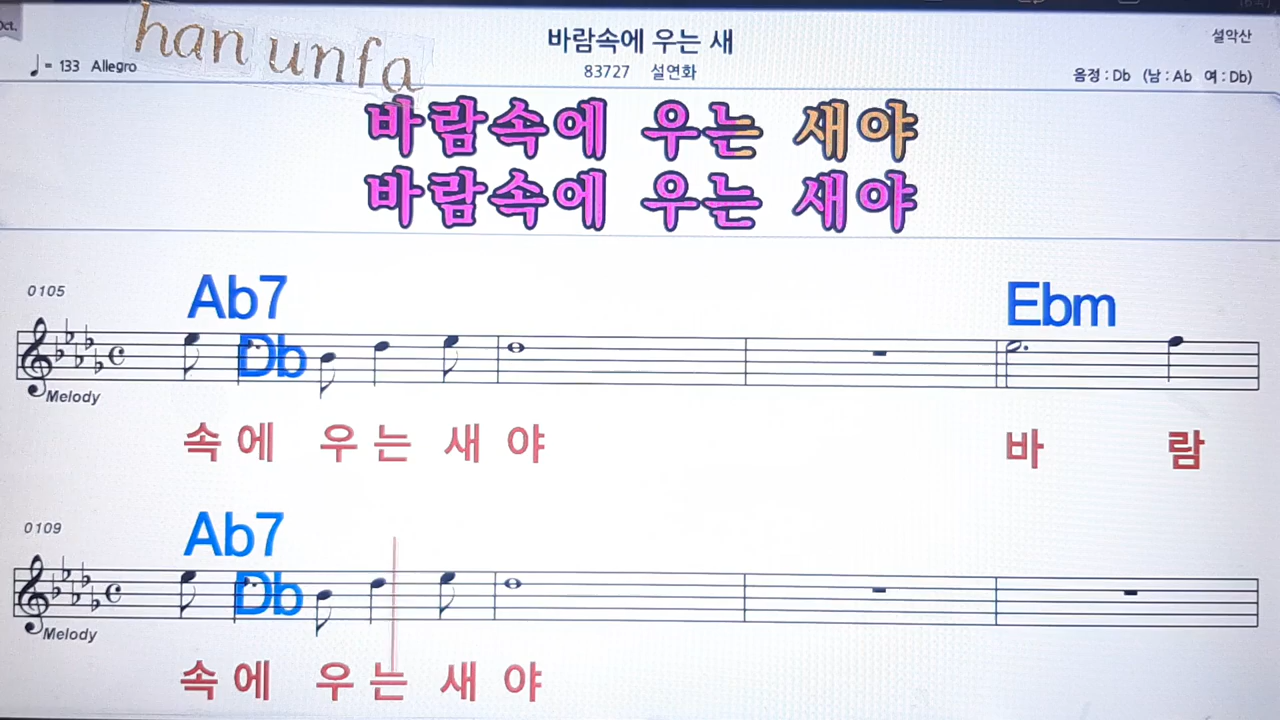 Oct.
han unfa
바람속에 우는 새
설악산
♩= 133 Allegro
83727 설연화
음정 : Db (남 : Ab 여 : Db)
바람속에 우는 새야
바람속에 우는 새야
0105
Ab7 Db Ebm
Melody
속에 우는 새야 바 람
0109
Ab7 Db
Melody
속에 우는 새야